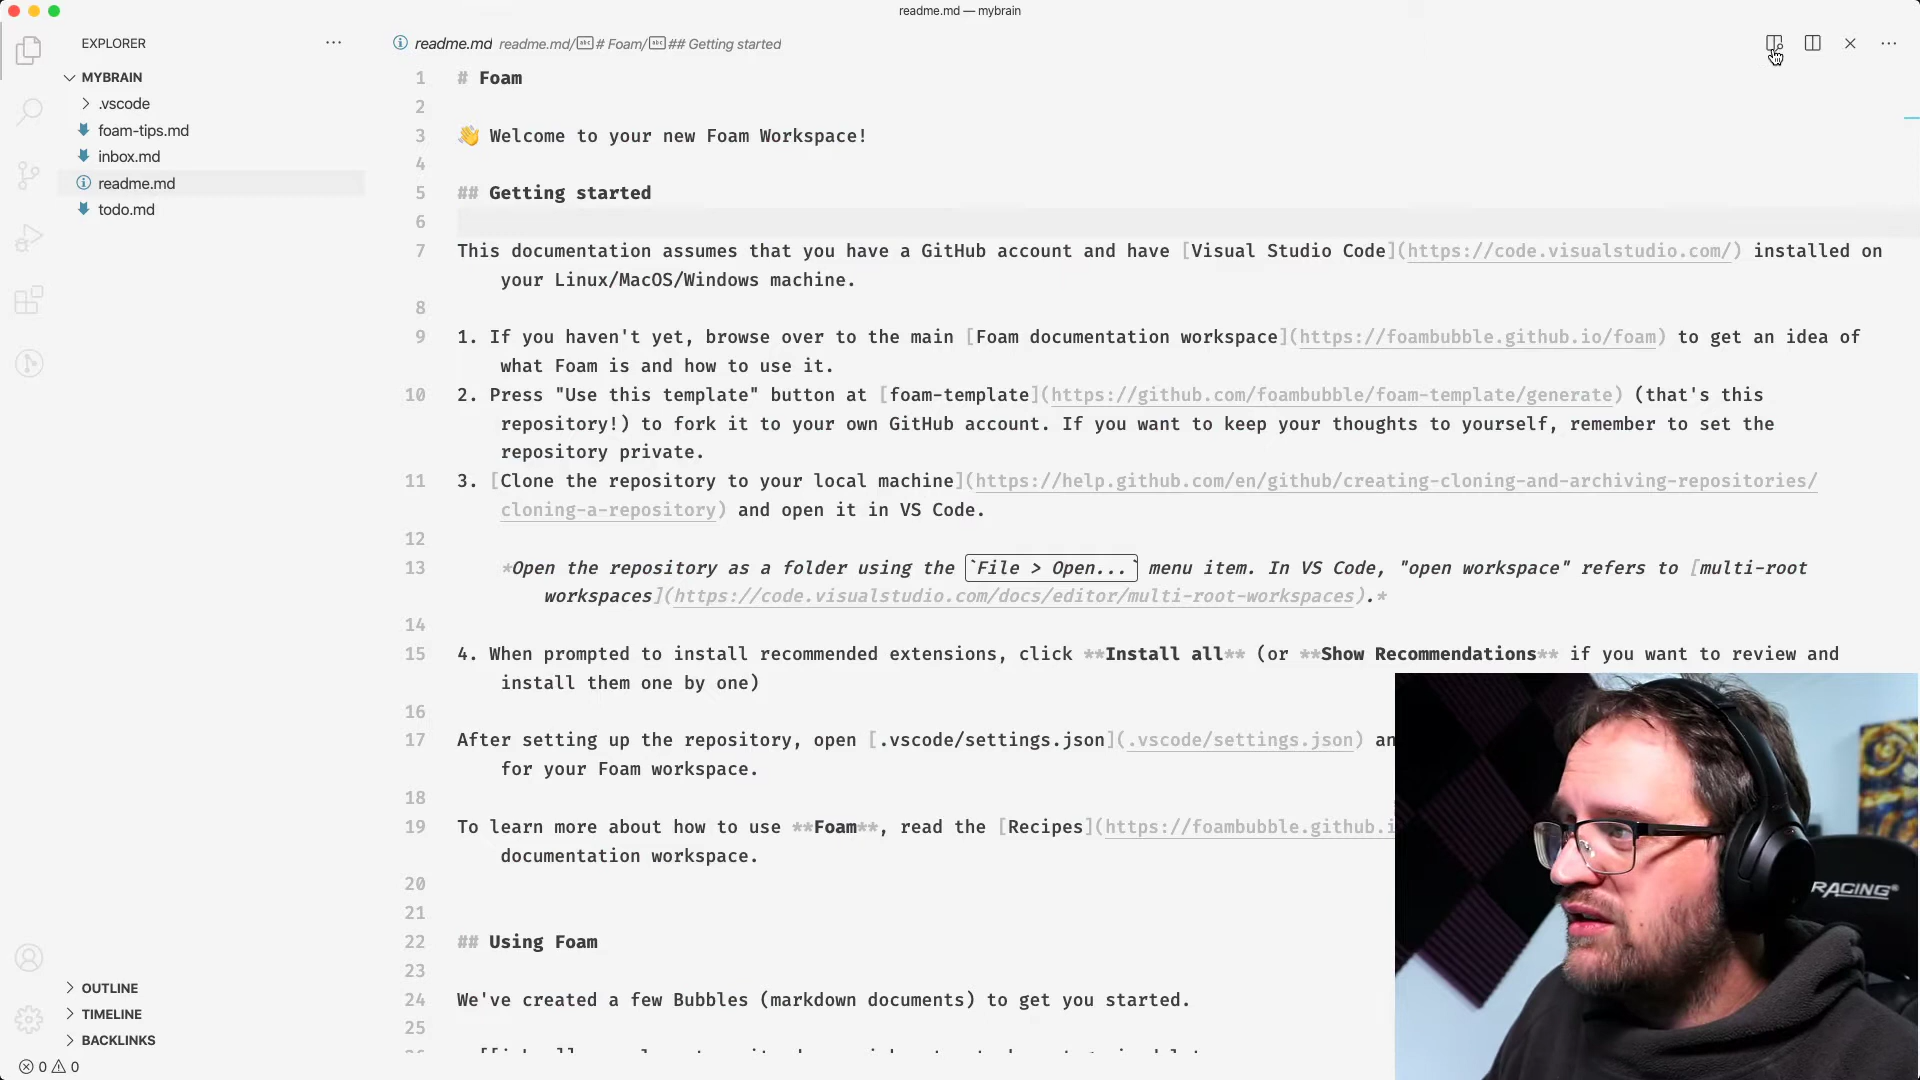 readme.md — mybrain
EXPLORER
MYBRAIN
.vscode
foam-tips.md
inbox.md
readme.md
todo.md
OUTLINE
TIMELINE
BACKLINKS
0 0
readme.md readme.md/ # Foam/ ## Getting started
1 # Foam
2
3 👋 Welcome to your new Foam Workspace!
4
5 ## Getting started
6
7 This documentation assumes that you have a GitHub account and have [Visual Studio Code](https://code.visualstudio.com/) installed on
your Linux/MacOS/Windows machine.
8
9 1. If you haven't yet, browse over to the main [Foam documentation workspace](https://foambubble.github.io/foam) to get an idea of
what Foam is and how to use it.
10 2. Press "Use this template" button at [foam-template](https://github.com/foambubble/foam-template/generate) (that's this
repository!) to fork it to your own GitHub account. If you want to keep your thoughts to yourself, remember to set the
repository private.
11 3. [Clone the repository to your local machine](https://help.github.com/en/github/creating-cloning-and-archiving-repositories/
cloning-a-repository) and open it in VS Code.
12
13 *Open the repository as a folder using the `File > Open...` menu item. In VS Code, "open workspace" refers to [multi-root
workspaces](https://code.visualstudio.com/docs/editor/multi-root-workspaces).*
14
15 4. When prompted to install recommended extensions, click **Install all** (or **Show Recommendations** if you want to review and
install them one by one)
16
17 After setting up the repository, open [.vscode/settings.json](.vscode/settings.json) an
for your Foam workspace.
18
19 To learn more about how to use **Foam**, read the [Recipes](https://foambubble.github.i
documentation workspace.
20
21
22 ## Using Foam
23
24 We've created a few Bubbles (markdown documents) to get you started.
25
RACING